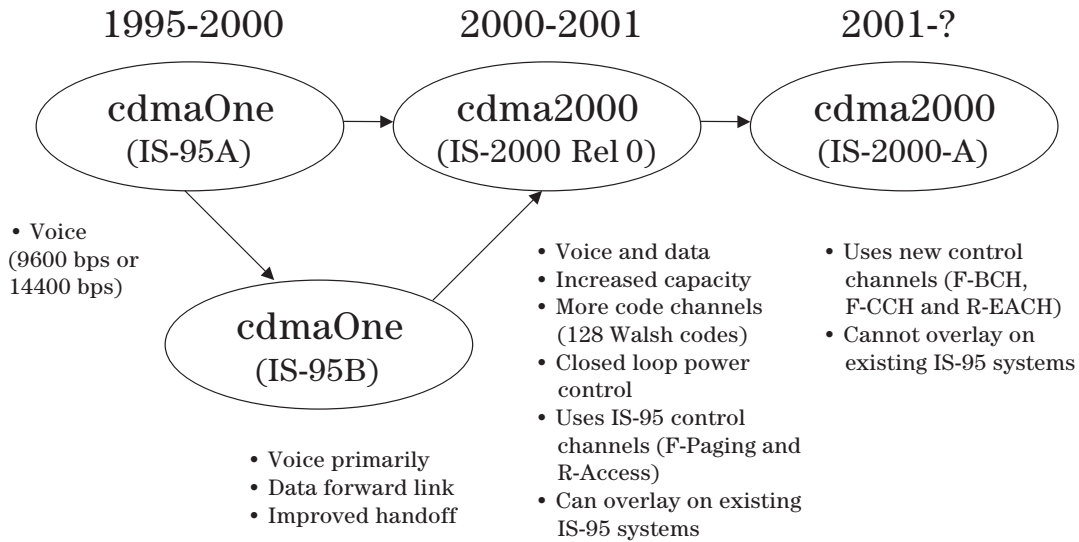 1995-2000
2000-2001
2001-?
cdmaOne
(IS-95A)
cdma2000
(IS-2000 Rel 0)
cdma2000
(IS-2000-A)
• Voice
(9600 bps or
14400 bps)
cdmaOne
(IS-95B)
• Voice primarily
• Data forward link
• Improved handoff
• Voice and data
• Increased capacity
• More code channels
(128 Walsh codes)
• Closed loop power
control
• Uses IS-95 control
channels (F-Paging and
R-Access)
• Can overlay on existing
IS-95 systems
• Uses new control
channels (F-BCH,
F-CCH and R-EACH)
• Cannot overlay on
existing IS-95 systems